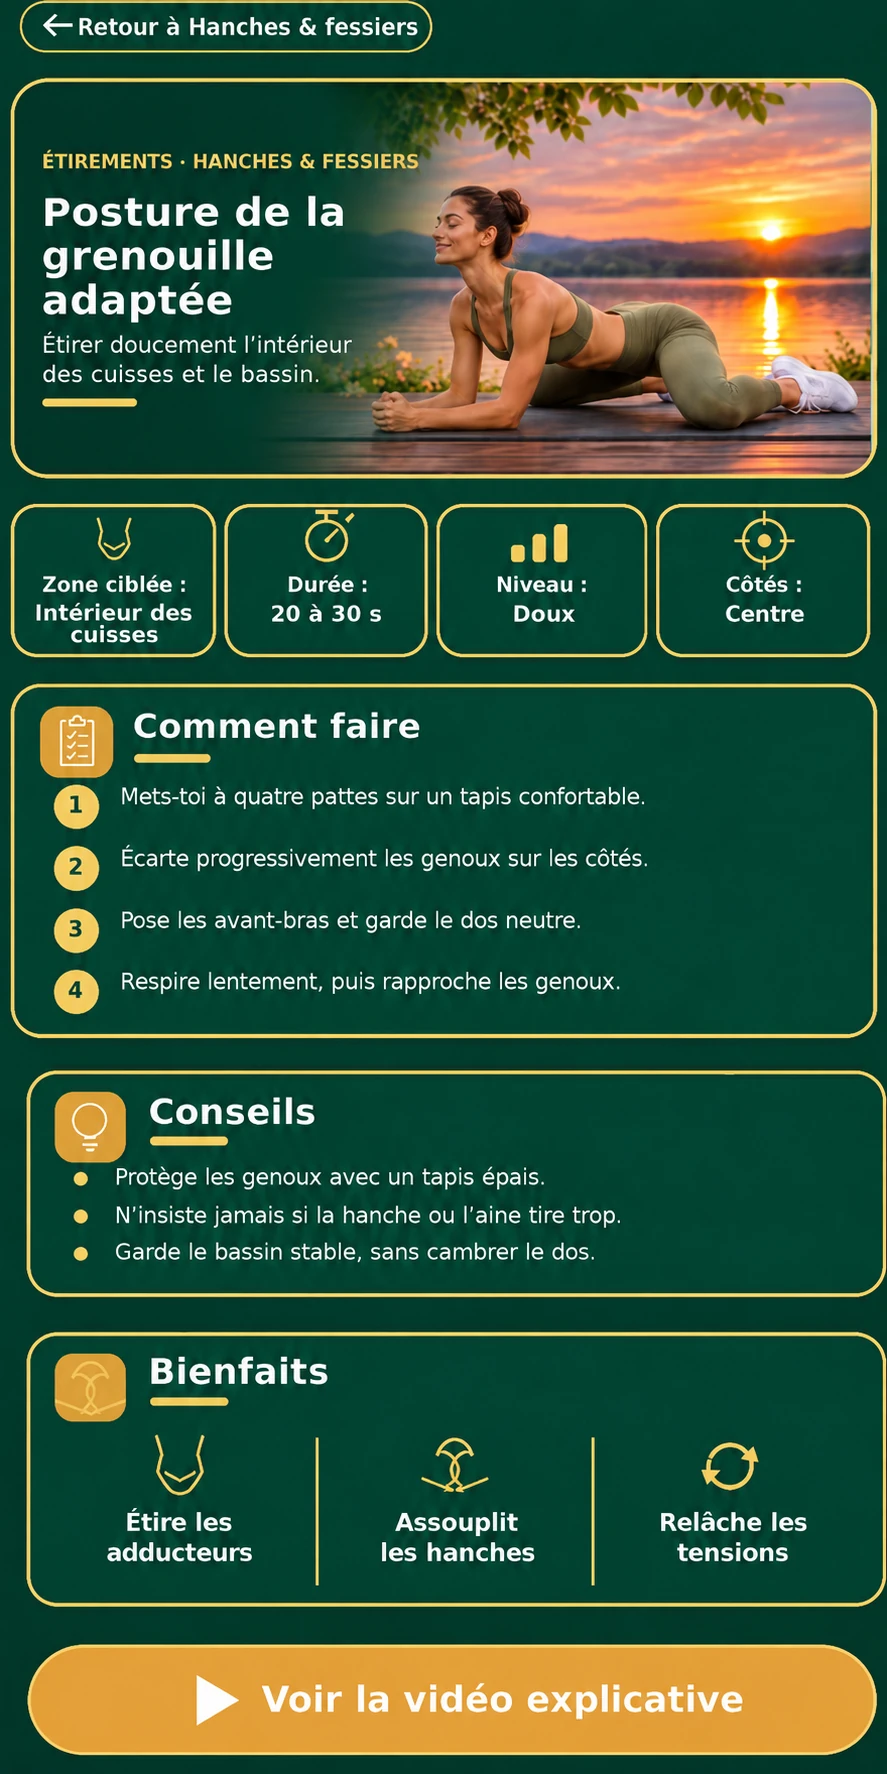 ← Retour à Hanches & fessiers
ÉTIREMENTS · HANCHES & FESSIERS
Posture de la
grenouille
adaptée
Étirer doucement l’intérieur
des cuisses et le bassin.
Zone ciblée :
Intérieur des
cuisses
Durée :
20 à 30 s
Niveau :
Doux
Côtés :
Centre
Comment faire
1 Mets-toi à quatre pattes sur un tapis confortable.
2 Écarte progressivement les genoux sur les côtés.
3 Pose les avant-bras et garde le dos neutre.
4 Respire lentement, puis rapproche les genoux.
Conseils
● Protège les genoux avec un tapis épais.
● N’insiste jamais si la hanche ou l’aine tire trop.
● Garde le bassin stable, sans cambrer le dos.
Bienfaits
Étire les
adducteurs
Assouplit
les hanches
Relâche les
tensions
Voir la vidéo explicative